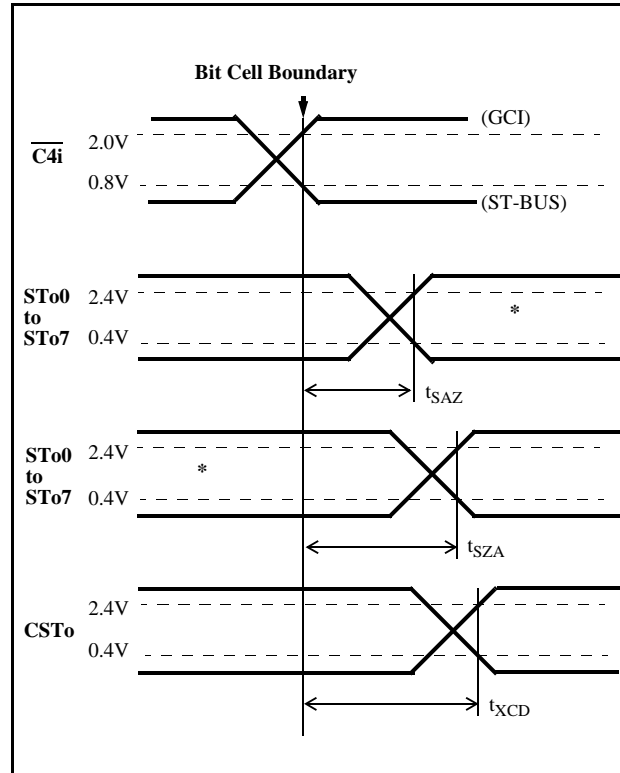 Bit Cell Boundary
(GCI)
C4i
2.0V
0.8V
(ST-BUS)
STo0
to
STo7
2.4V
0.4V
*
tSAZ
STo0
to
STo7
2.4V
0.4V
*
tSZA
CSTo
2.4V
0.4V
tXCD